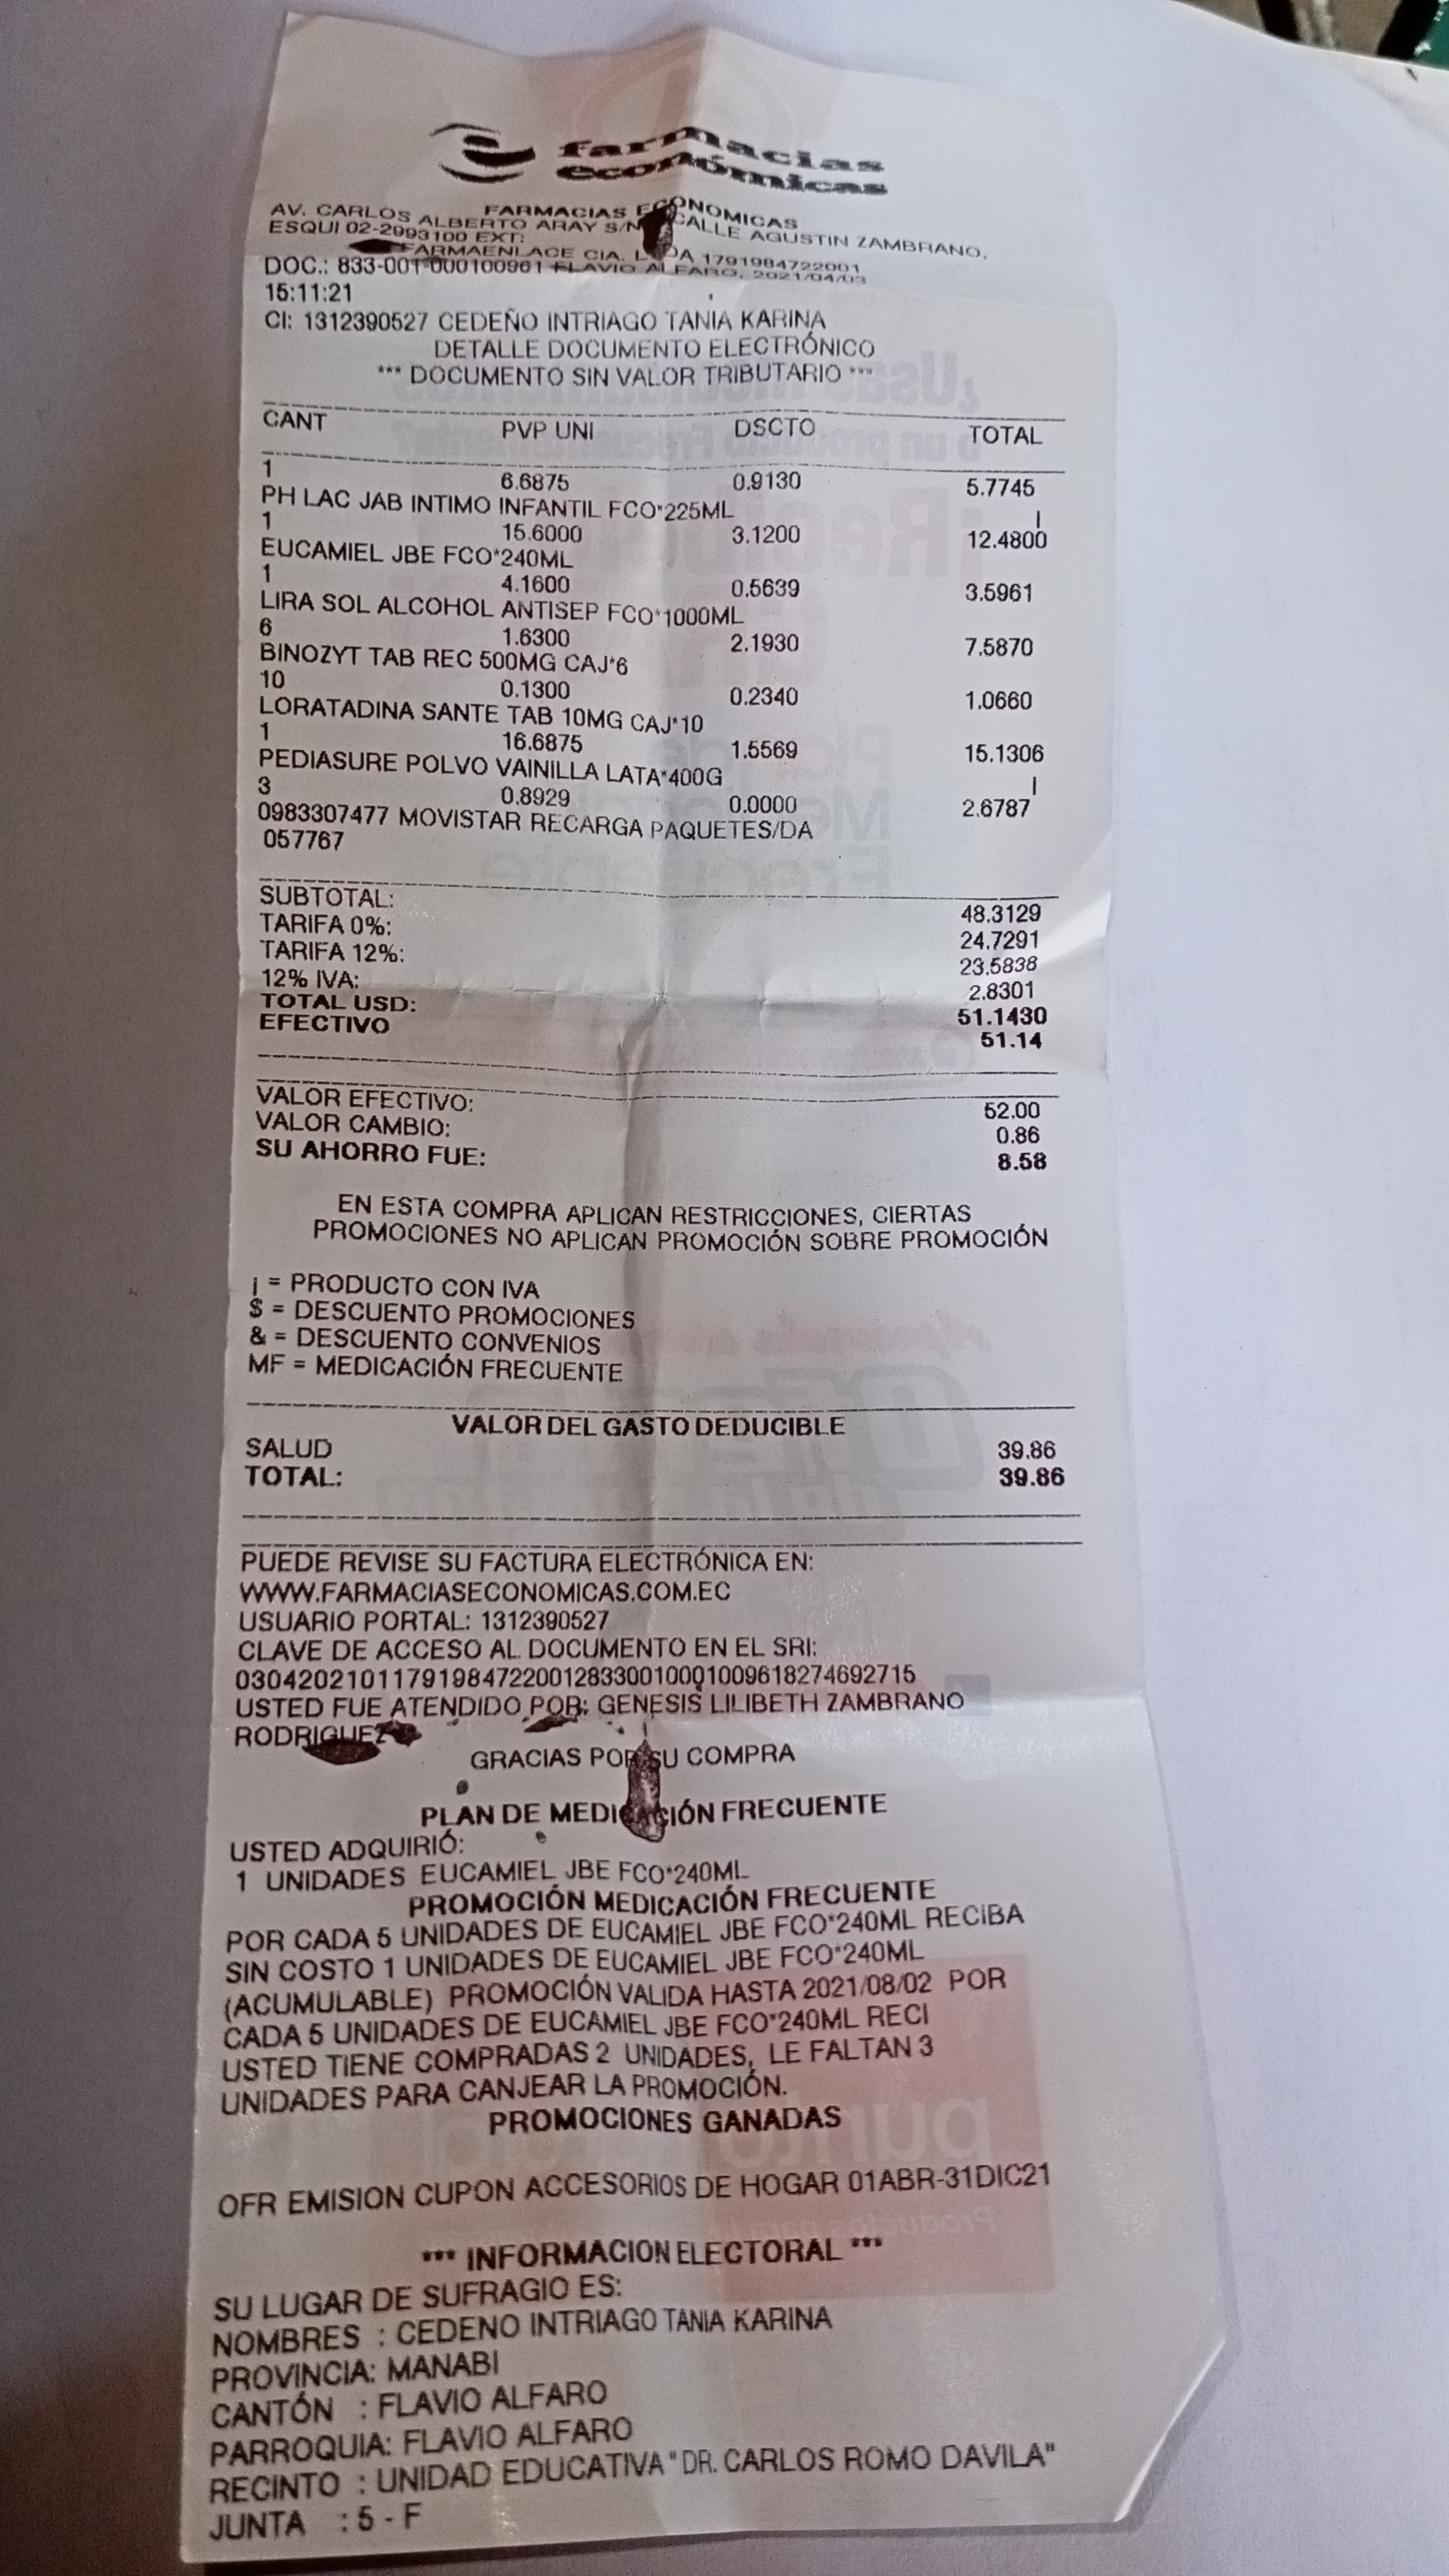 farmacias
económicas
FARMACIAS ECONOMICAS
AV. CARLOS ALBERTO ARAY S/N CALLE AGUSTIN ZAMBRANO,
ESQUI 02-2993100 EXT:
FARMAENLACE CIA. LTDA 1791984722001
DOC.: 833-001-000100961 FLAVIO ALFARO, 2021/04/03
15:11:21
CI: 1312390527 CEDEÑO INTRIAGO TANIA KARINA
DETALLE DOCUMENTO ELECTRÓNICO
*** DOCUMENTO SIN VALOR TRIBUTARIO ***
CANT PVP UNI DSCTO TOTAL
1 6.6875 0.9130 5.7745
PH LAC JAB INTIMO INFANTIL FCO*225ML |
1 15.6000 3.1200 12.4800
EUCAMIEL JBE FCO*240ML
1 4.1600 0.5639 3.5961
LIRA SOL ALCOHOL ANTISEP FCO*1000ML
6 1.6300 2.1930 7.5870
BINOZYT TAB REC 500MG CAJ*6
10 0.1300 0.2340 1.0660
LORATADINA SANTE TAB 10MG CAJ*10
1 16.6875 1.5569 15.1306
PEDIASURE POLVO VAINILLA LATA*400G |
3 0.8929 0.0000 2.6787
0983307477 MOVISTAR RECARGA PAQUETES/DA
057767
SUBTOTAL: 48.3129
TARIFA 0%: 24.7291
TARIFA 12%: 23.5838
12% IVA: 2.8301
TOTAL USD: 51.1430
EFECTIVO 51.14
VALOR EFECTIVO: 52.00
VALOR CAMBIO: 0.86
SU AHORRO FUE: 8.58
EN ESTA COMPRA APLICAN RESTRICCIONES, CIERTAS
PROMOCIONES NO APLICAN PROMOCIÓN SOBRE PROMOCIÓN
¡ = PRODUCTO CON IVA
$ = DESCUENTO PROMOCIONES
& = DESCUENTO CONVENIOS
MF = MEDICACIÓN FRECUENTE
VALOR DEL GASTO DEDUCIBLE
SALUD 39.86
TOTAL: 39.86
PUEDE REVISE SU FACTURA ELECTRÓNICA EN:
WWW.FARMACIASECONOMICAS.COM.EC
USUARIO PORTAL: 1312390527
CLAVE DE ACCESO AL DOCUMENTO EN EL SRI:
0304202101179198472200128330010001009618274692715
USTED FUE ATENDIDO POR: GENESIS LILIBETH ZAMBRANO
RODRIGUEZ
GRACIAS POR SU COMPRA
PLAN DE MEDICACIÓN FRECUENTE
USTED ADQUIRIÓ:
1 UNIDADES EUCAMIEL JBE FCO*240ML
PROMOCIÓN MEDICACIÓN FRECUENTE
POR CADA 5 UNIDADES DE EUCAMIEL JBE FCO*240ML RECIBA
SIN COSTO 1 UNIDADES DE EUCAMIEL JBE FCO*240ML
(ACUMULABLE) PROMOCIÓN VALIDA HASTA 2021/08/02 POR
CADA 5 UNIDADES DE EUCAMIEL JBE FCO*240ML RECI
USTED TIENE COMPRADAS 2 UNIDADES, LE FALTAN 3
UNIDADES PARA CANJEAR LA PROMOCIÓN.
PROMOCIONES GANADAS
OFR EMISION CUPON ACCESORIOS DE HOGAR 01ABR-31DIC21
*** INFORMACION ELECTORAL ***
SU LUGAR DE SUFRAGIO ES:
NOMBRES : CEDENO INTRIAGO TANIA KARINA
PROVINCIA: MANABI
CANTÓN : FLAVIO ALFARO
PARROQUIA: FLAVIO ALFARO
RECINTO : UNIDAD EDUCATIVA "DR. CARLOS ROMO DAVILA"
JUNTA : 5 - F